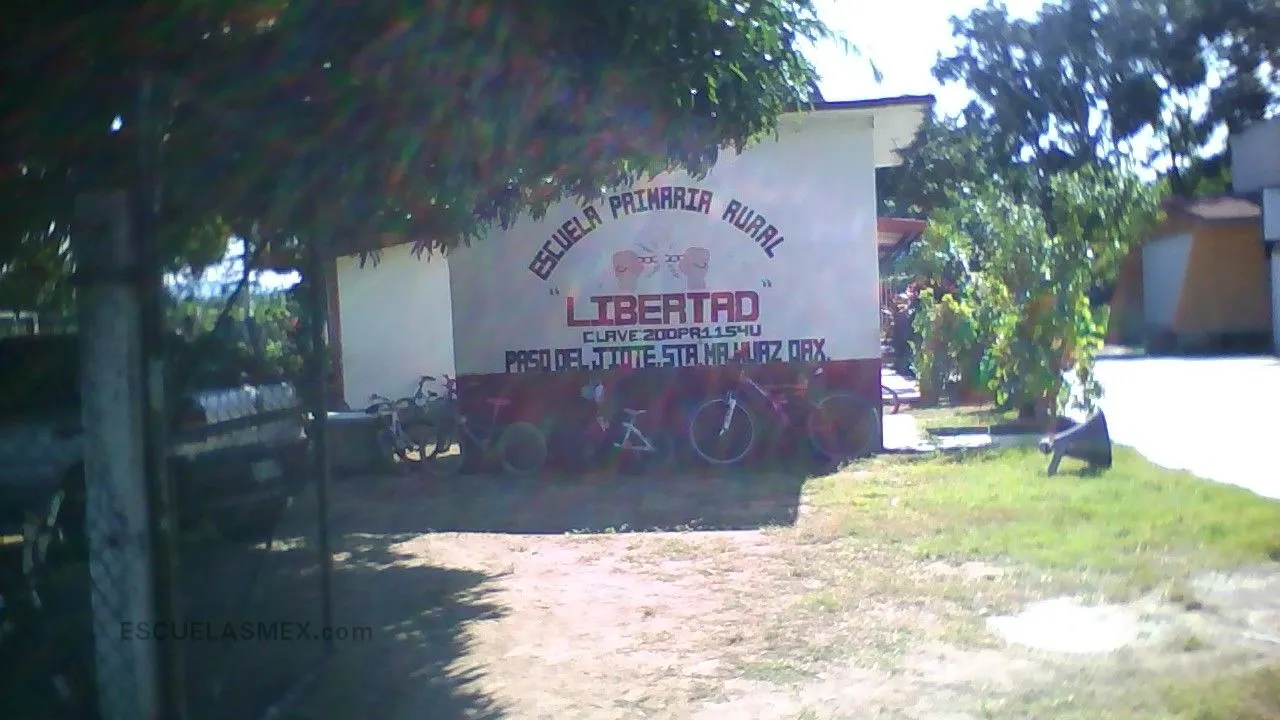 ESCUELA PRIMARIA RURAL
"LIBERTAD"
CLAVE:20DPR1154U
PASO DEL JIOTE.STA.MA.HUAZ.OAX.
ESCUELASMEX.com